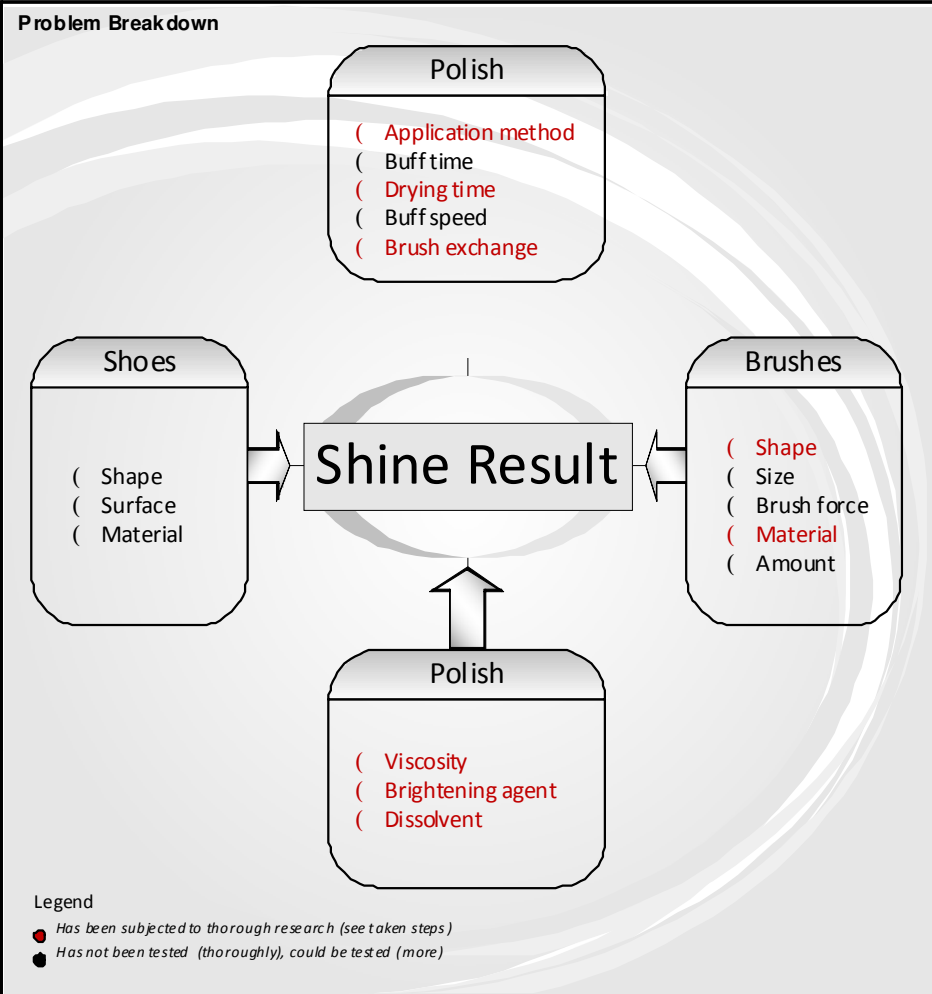 Problem Breakdown
Polish
( Application method
( Buff time
( Drying time
( Buff speed
( Brush exchange
Shoes
( Shape
( Surface
( Material
Shine Result
Brushes
( Shape
( Size
( Brush force
( Material
( Amount
Polish
( Viscosity
( Brightening agent
( Dissolvent
Legend
Has been subjected to thorough research (see taken steps)
Has not been tested (thoroughly), could be tested (more)